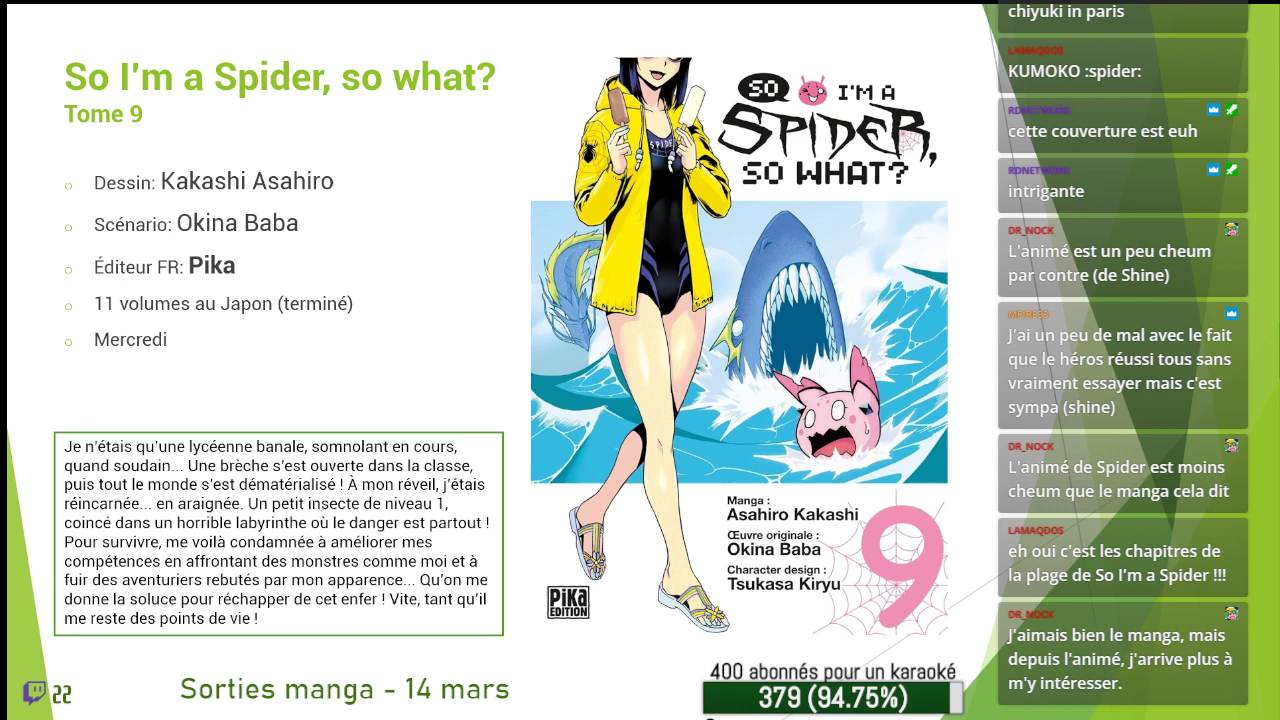 So I'm a Spider, so what?
Tome 9
Dessin: Kakashi Asahiro
Scénario: Okina Baba
Éditeur FR: Pika
11 volumes au Japon (terminé)
Mercredi
Je n'étais qu'une lycéenne banale, somnolant en cours,
quand soudain... Une brèche s'est ouverte dans la classe,
puis tout le monde s'est dématérialisé ! À mon réveil, j'étais
réincarnée... en araignée. Un petit insecte de niveau 1,
coincé dans un horrible labyrinthe où le danger est partout !
Pour survivre, me voilà condamnée à améliorer mes
compétences en affrontant des monstres comme moi et à
fuir des aventuriers rebutés par mon apparence... Qu'on me
donne la soluce pour réchapper de cet enfer ! Vite, tant qu'il
me reste des points de vie !
22
Sorties manga - 14 mars
SO I'M A
SPIDER,
SO WHAT?
SPIDER
Manga :
Asahiro Kakashi
Œuvre originale :
Okina Baba
Character design :
Tsukasa Kiryu
9
Pika
EDITION
400 abonnés pour un karaoké
379 (94.75%)
chiyuki in paris
LAMAQDOS
KUMOKO :spider:
cette couverture est euh
intrigante
DR_NOCK
L'animé est un peu cheum
par contre (de Shine)
J'ai un peu de mal avec le fait
que le héros réussi tous sans
vraiment essayer mais c'est
sympa (shine)
DR_NOCK
L'animé de Spider est moins
cheum que le manga cela dit
LAMAQDOS
eh oui c'est les chapitres de
la plage de So I'm a Spider !!!
DR_NOCK
J'aimais bien le manga, mais
depuis l'animé, j'arrive plus à
m'y intéresser.